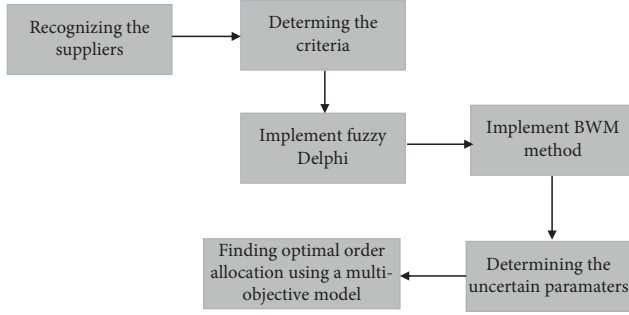 Recognizing the
suppliers
Determing the
criteria
Implement fuzzy
Delphi
Implement BWM
method
Determining the
uncertain paramaters
Finding optimal order
allocation using a multi-
objective model